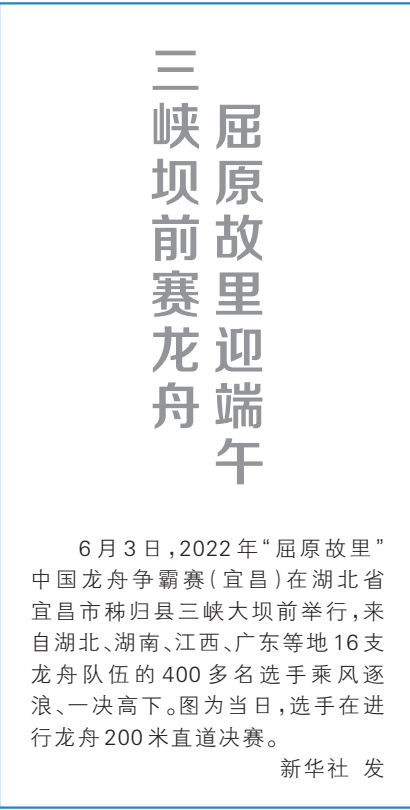 三峡坝前赛龙舟
屈原故里迎端午
6月3日,2022年“屈原故里”
中国龙舟争霸赛(宜昌)在湖北省
宜昌市秭归县三峡大坝前举行,来
自湖北、湖南、江西、广东等地16支
龙舟队伍的400多名选手乘风逐
浪、一决高下。图为当日,选手在进
行龙舟200米直道决赛。
新华社 发